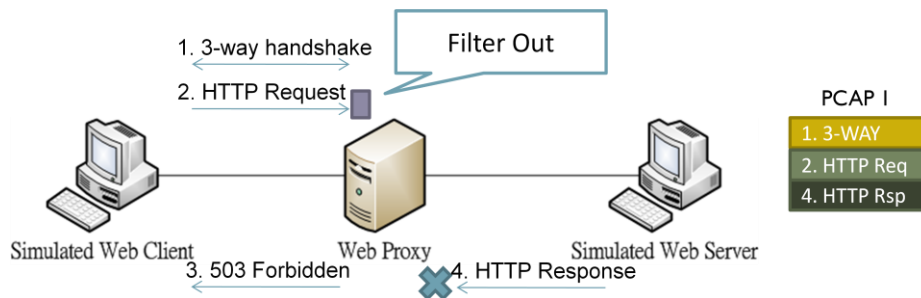 1. 3-way handshake
Filter Out
2. HTTP Request
PCAP I
1. 3-WAY
2. HTTP Req
4. HTTP Rsp
Simulated Web Client
Web Proxy
Simulated Web Server
3. 503 Forbidden
4. HTTP Response